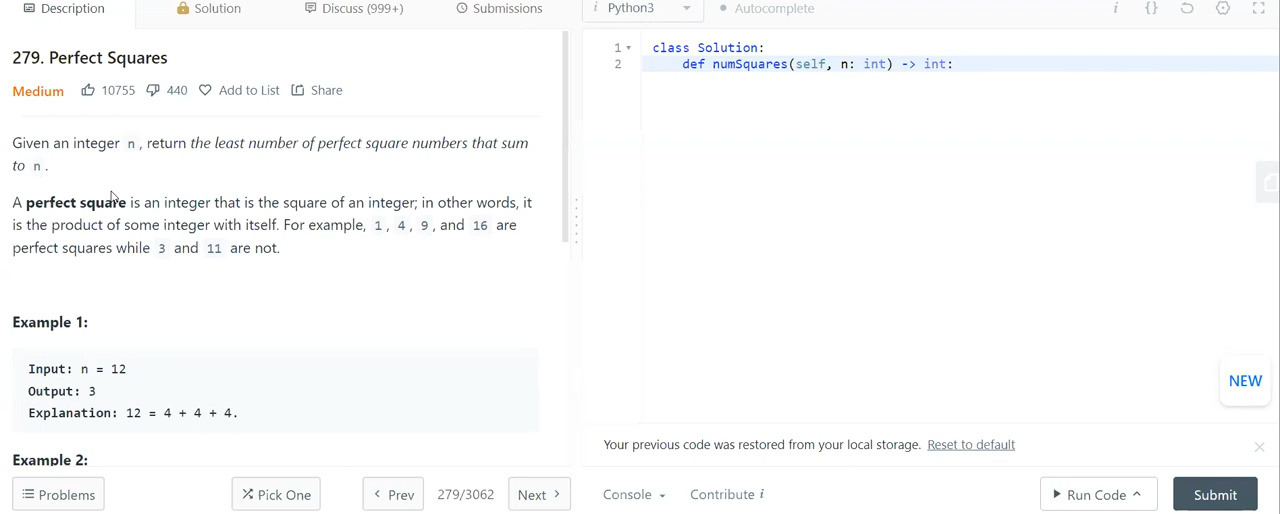 Description
Solution
Discuss (999+)
Submissions
i Python3
Autocomplete
i {}
279. Perfect Squares
Medium 10755 440 Add to List Share
Given an integer n, return the least number of perfect square numbers that sum
to n.
A perfect square is an integer that is the square of an integer; in other words, it
is the product of some integer with itself. For example, 1, 4, 9, and 16 are
perfect squares while 3 and 11 are not.
Example 1:
Input: n = 12
Output: 3
Explanation: 12 = 4 + 4 + 4.
Example 2:
1 class Solution:
2 def numSquares(self, n: int) -> int:
NEW
Your previous code was restored from your local storage. Reset to default
Problems
Pick One
Prev
279/3062
Next
Console
Contribute i
Run Code
Submit